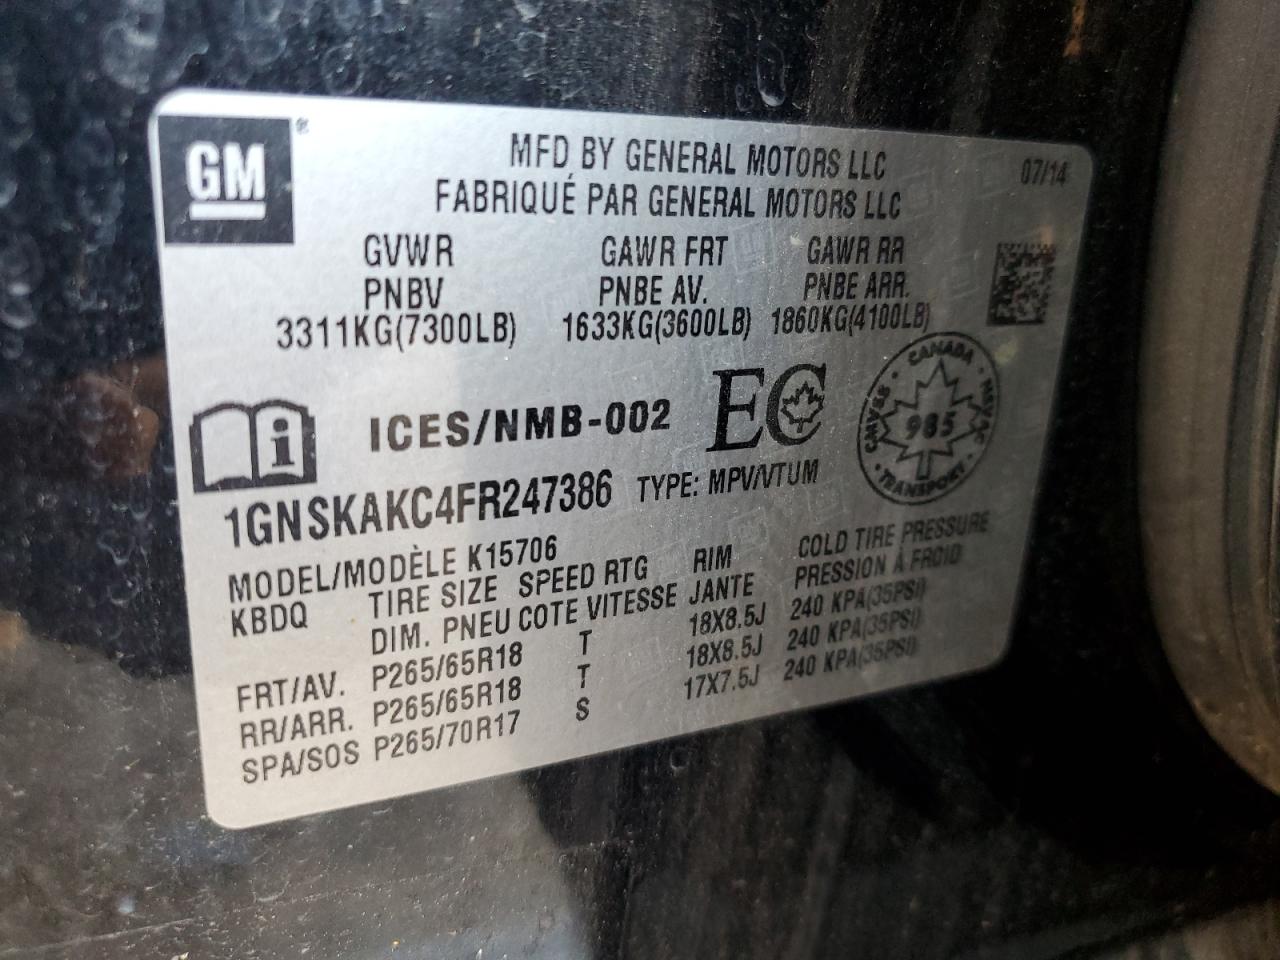 GM ®
MFD BY GENERAL MOTORS LLC 07/14
FABRIQUÉ PAR GENERAL MOTORS LLC
GVWR GAWR FRT GAWR RR
PNBV PNBE AV. PNBE ARR.
3311KG(7300LB) 1633KG(3600LB) 1860KG(4100LB)
ICES/NMB-002 EC
CANADA
CMVSS 985 NSVAC
TRANSPORT
1GNSKAKC4FR247386 TYPE: MPV/VTUM
MODEL/MODÈLE K15706
KBDQ TIRE SIZE SPEED RTG RIM COLD TIRE PRESSURE
DIM. PNEU COTE VITESSE JANTE PRESSION À FROID
FRT/AV. P265/65R18 T 18X8.5J 240 KPA(35PSI)
RR/ARR. P265/65R18 T 18X8.5J 240 KPA(35PSI)
SPA/SOS P265/70R17 S 17X7.5J 240 KPA(35PSI)